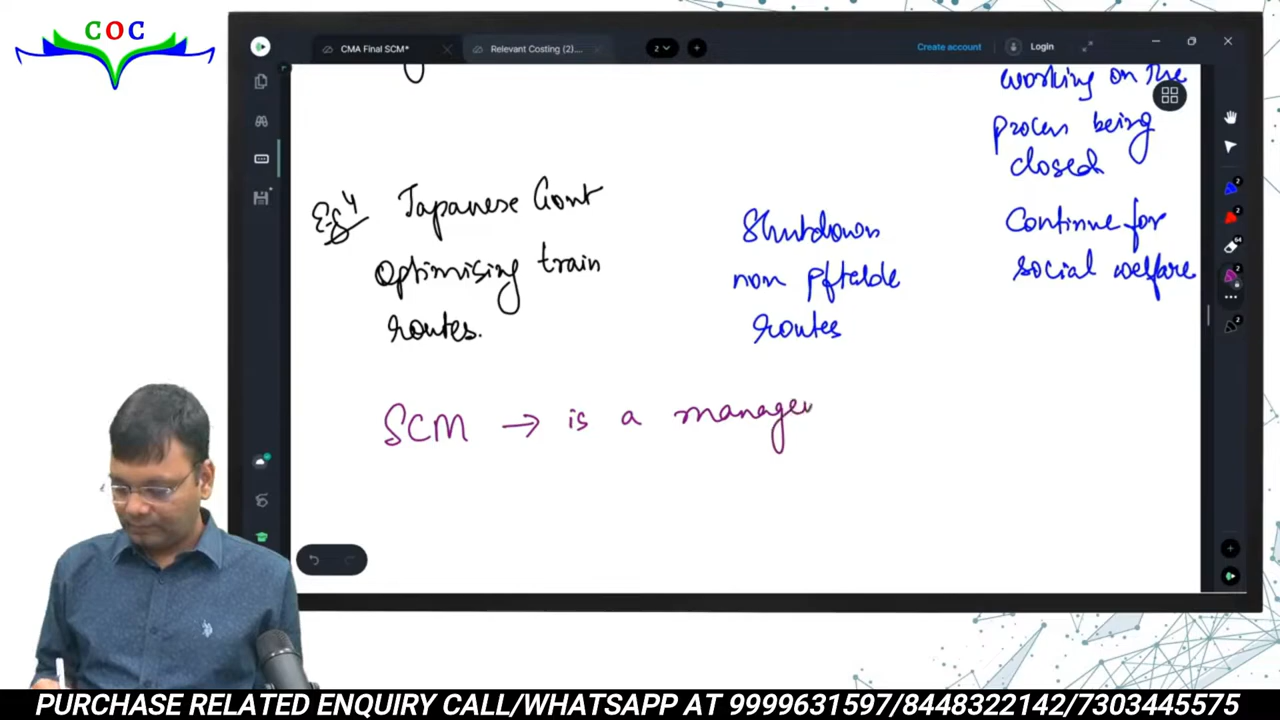 COC
CMA Final SCM*
Relevant Costing (2)....
2
Create account
Login
working on the
process being
closed
E.g 4
Japanese Govt
Optimising train
routes.
Shutdown
non pftable
routes
Continue for
social welfare
SCM → is a manager
PURCHASE RELATED ENQUIRY CALL/WHATSAPP AT 9999631597/8448322142/7303445575